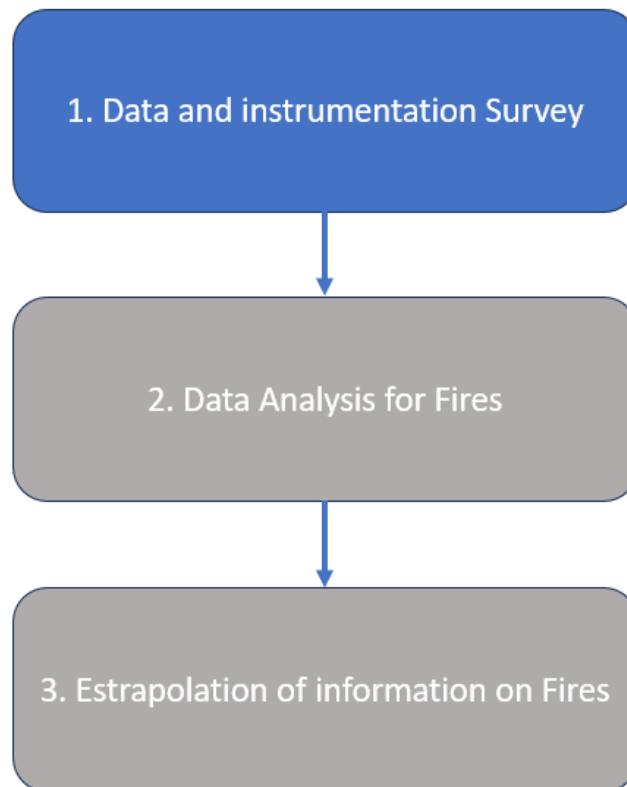 1. Data and instrumentation Survey
2. Data Analysis for Fires
3. Estrapolation of information on Fires